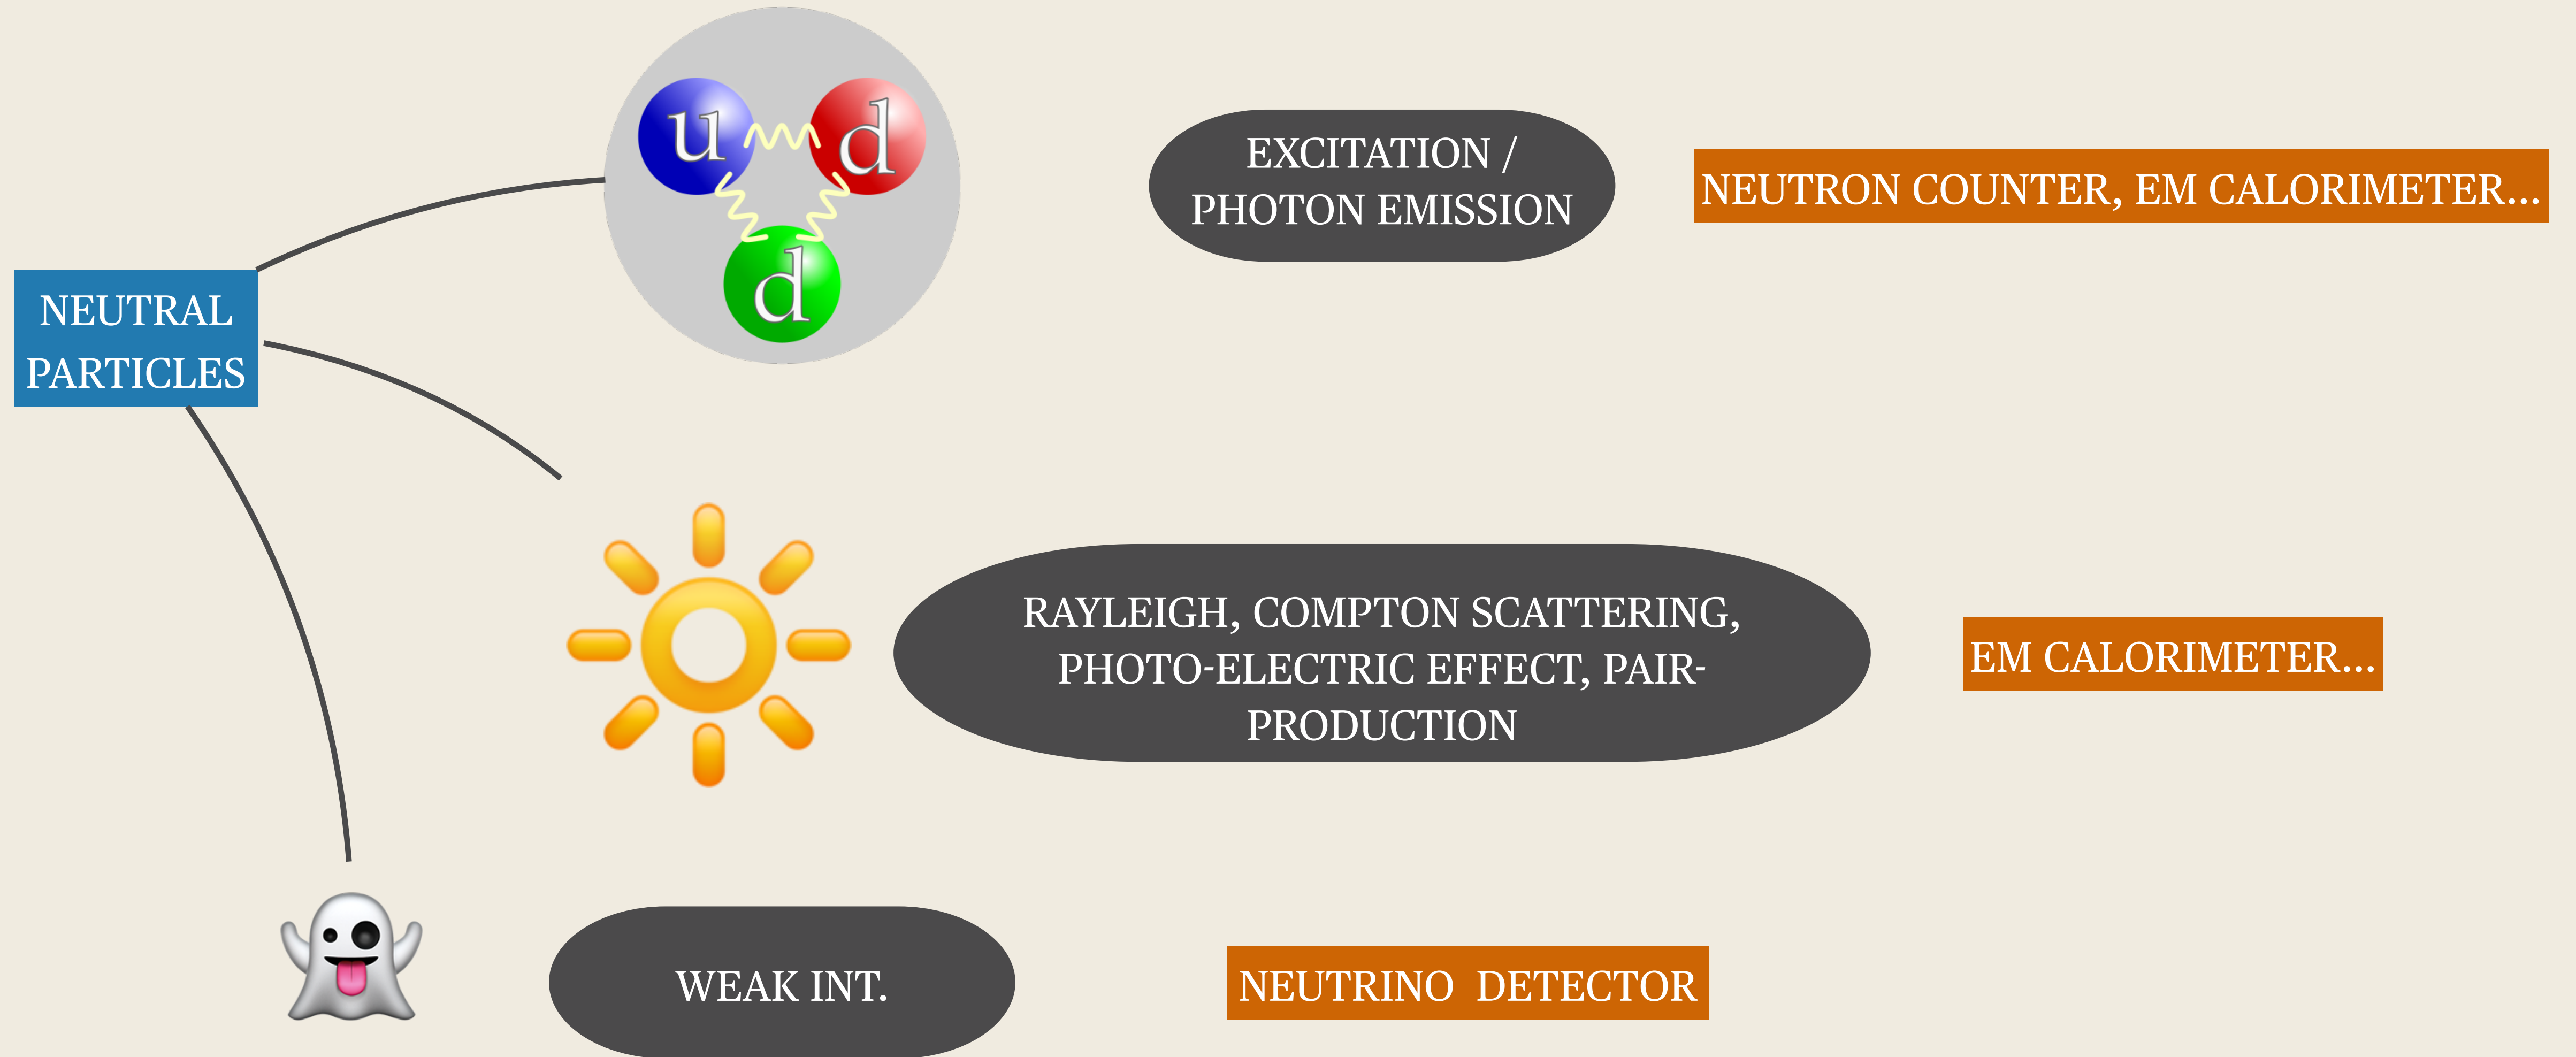 u
d
d
EXCITATION /
PHOTON EMISSION
NEUTRON COUNTER, EM CALORIMETER...
NEUTRAL
PARTICLES
RAYLEIGH, COMPTON SCATTERING,
PHOTO-ELECTRIC EFFECT, PAIR-
PRODUCTION
EM CALORIMETER...
WEAK INT.
NEUTRINO  DETECTOR